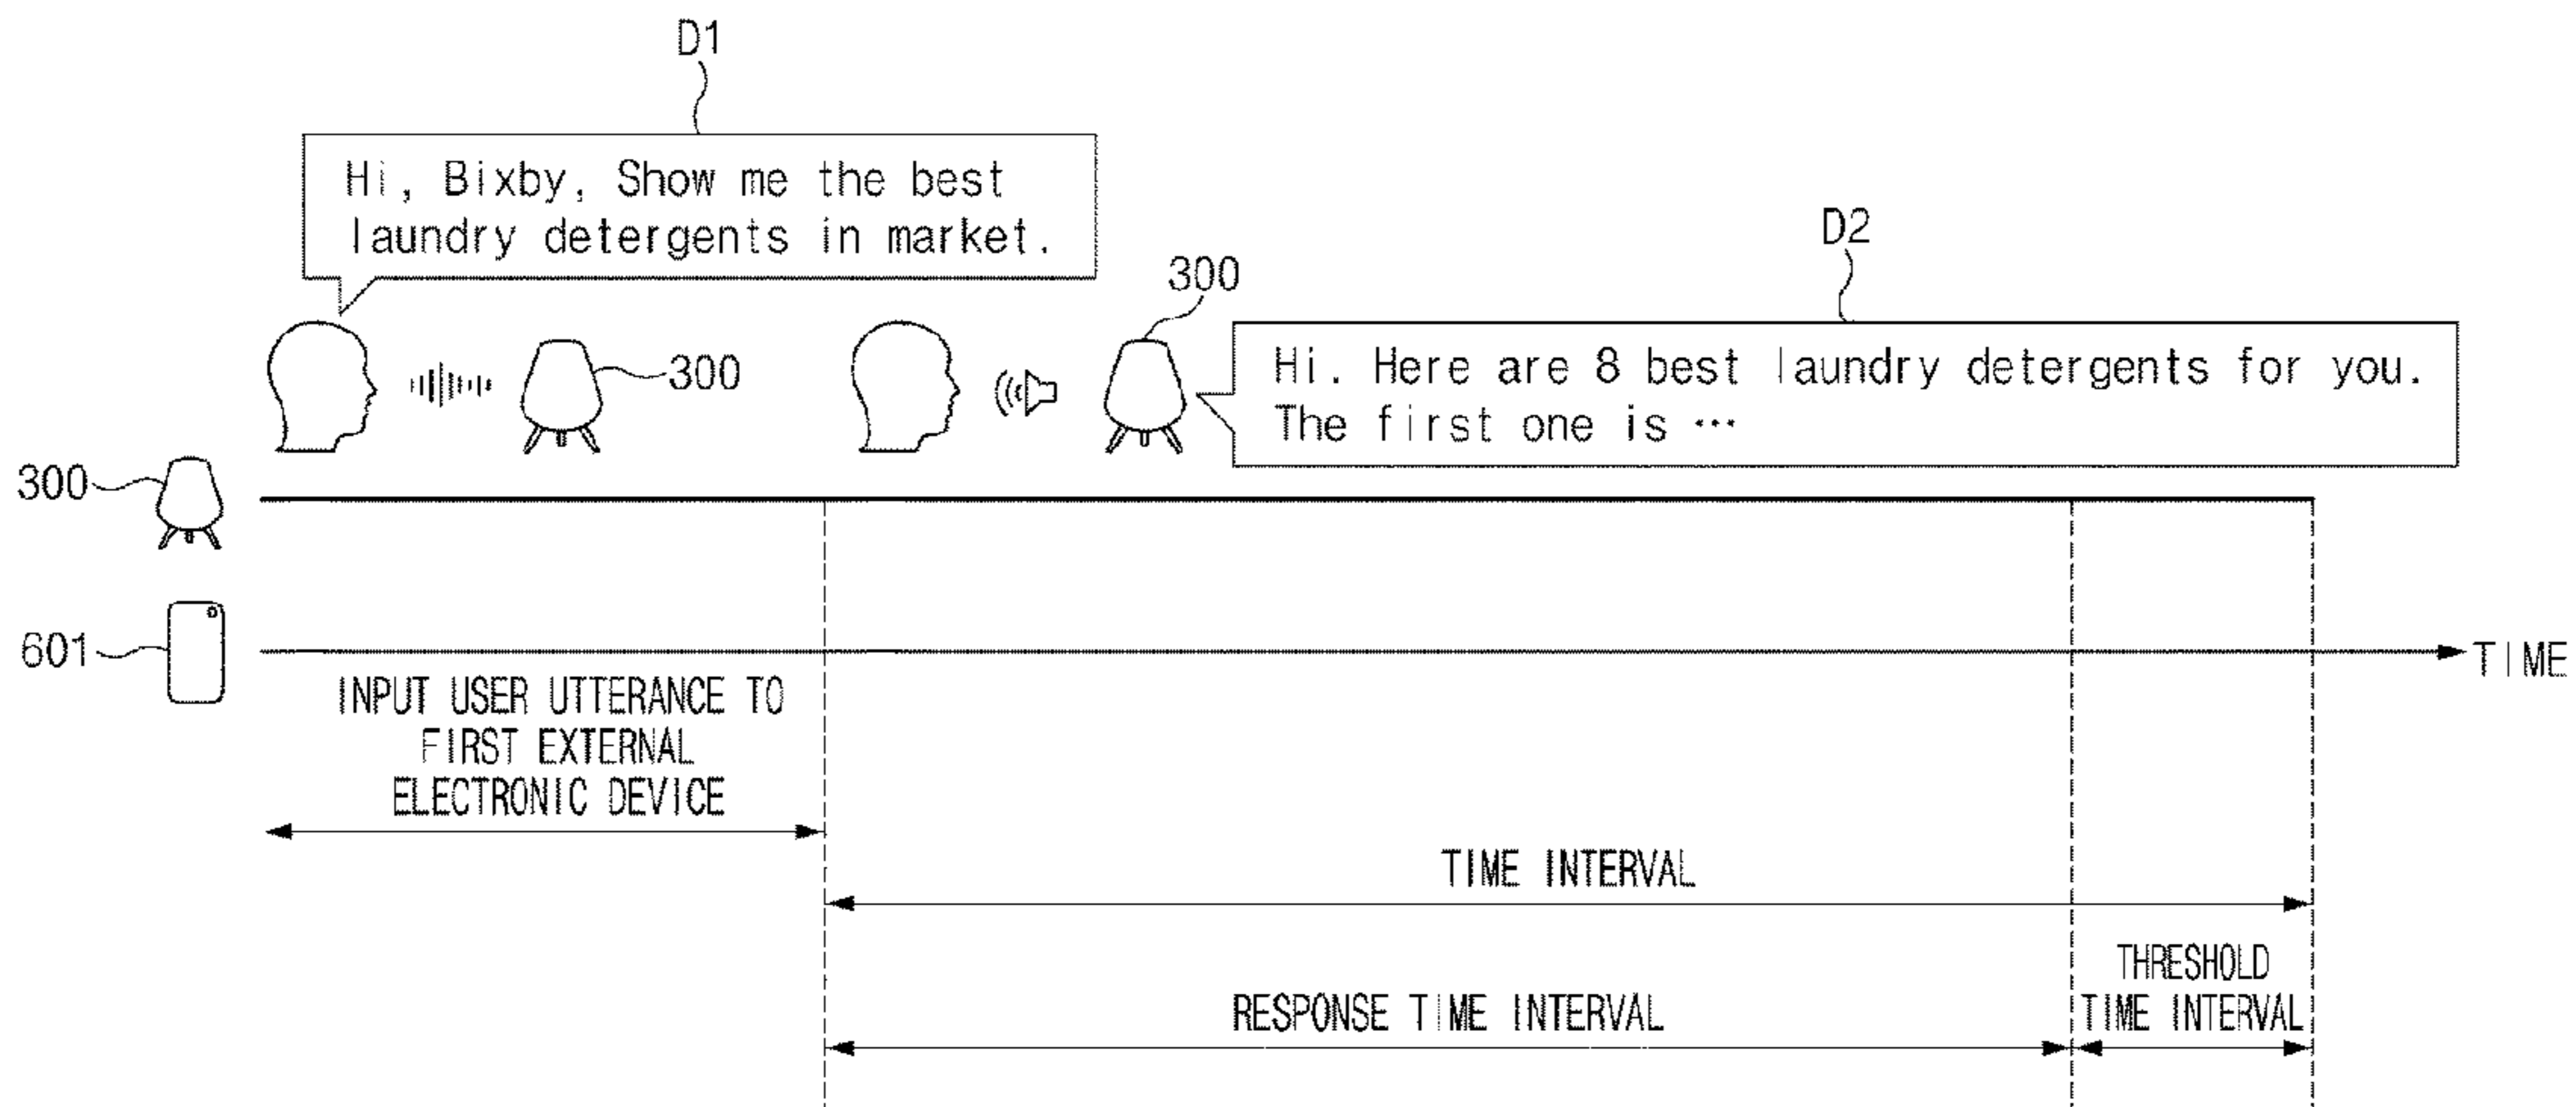 D1
Hi, Bixby, Show me the best
laundry detergents in market.
D2
300
300
Hi. Here are 8 best laundry detergents for you.
The first one is ···
300
601
TIME
INPUT USER UTTERANCE TO
FIRST EXTERNAL
ELECTRONIC DEVICE
TIME INTERVAL
THRESHOLD
TIME INTERVAL
RESPONSE TIME INTERVAL